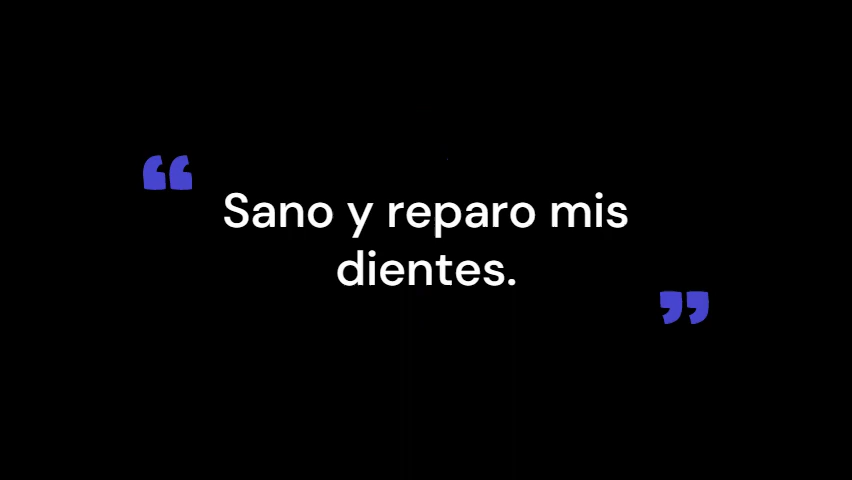 “
Sano y reparo mis
dientes.
”